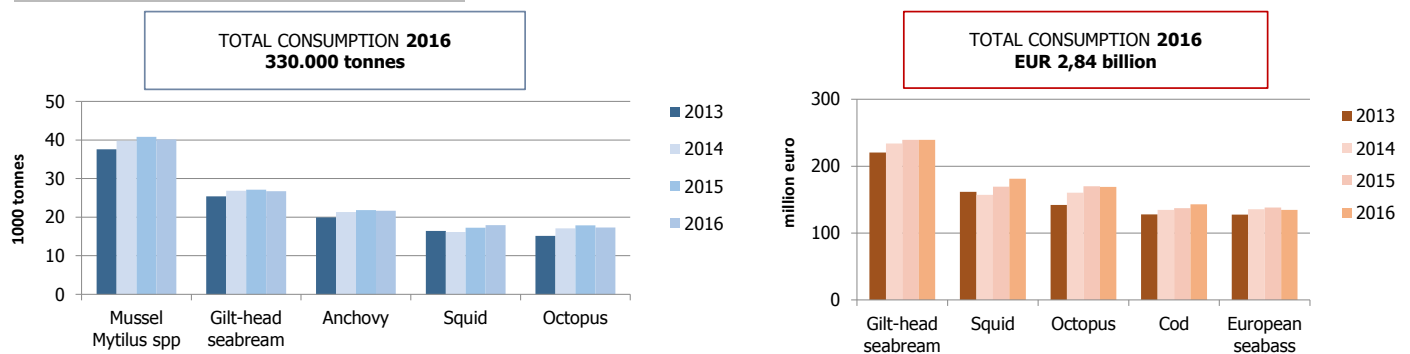 TOTAL CONSUMPTION 2016
330.000 tonnes
50
40
30
20
10
0
1000 tonnes
Mussel
Mytilus spp
Gilt-head
seabream
Anchovy
Squid
Octopus
2013
2014
2015
2016
TOTAL CONSUMPTION 2016
EUR 2,84 billion
300
200
100
0
million euro
Gilt-head
seabream
Squid
Octopus
Cod
European
seabass
2013
2014
2015
2016